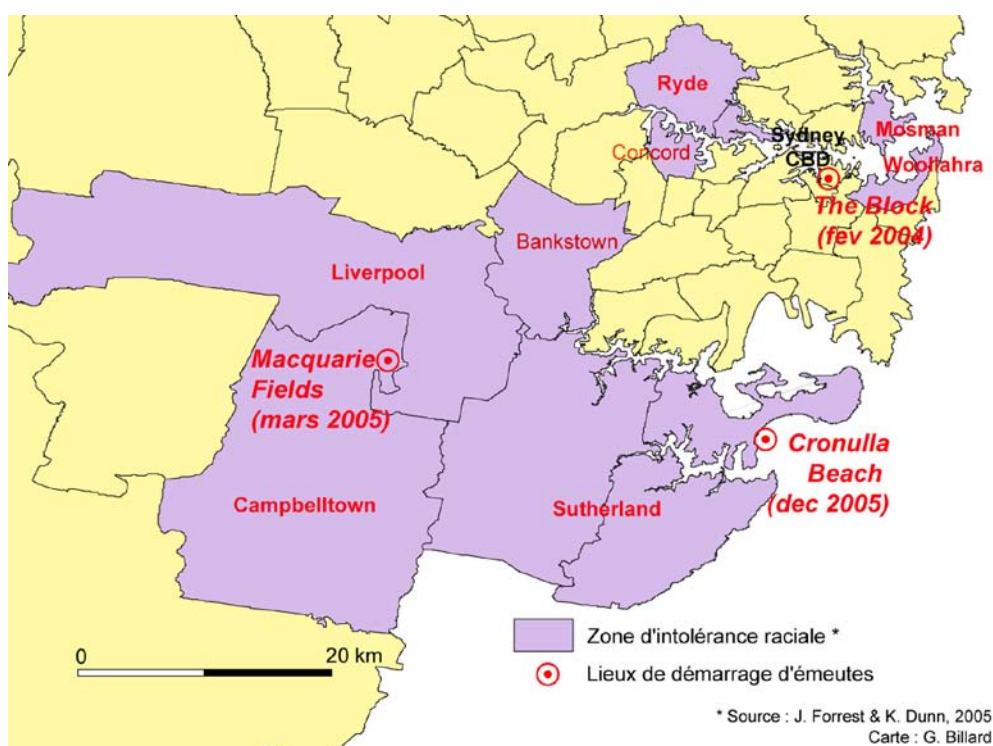 Ryde
Concord
Sydney
CBD
Mosman
Woollahra
The Block
(fev 2004)
Bankstown
Liverpool
Macquarie
Fields
(mars 2005)
Cronulla
Beach
(dec 2005)
Campbelltown
Sutherland
Zone d'intolérance raciale *
0 20 km
Lieux de démarrage d'émeutes
* Source : J. Forrest & K. Dunn, 2005
Carte : G. Billard